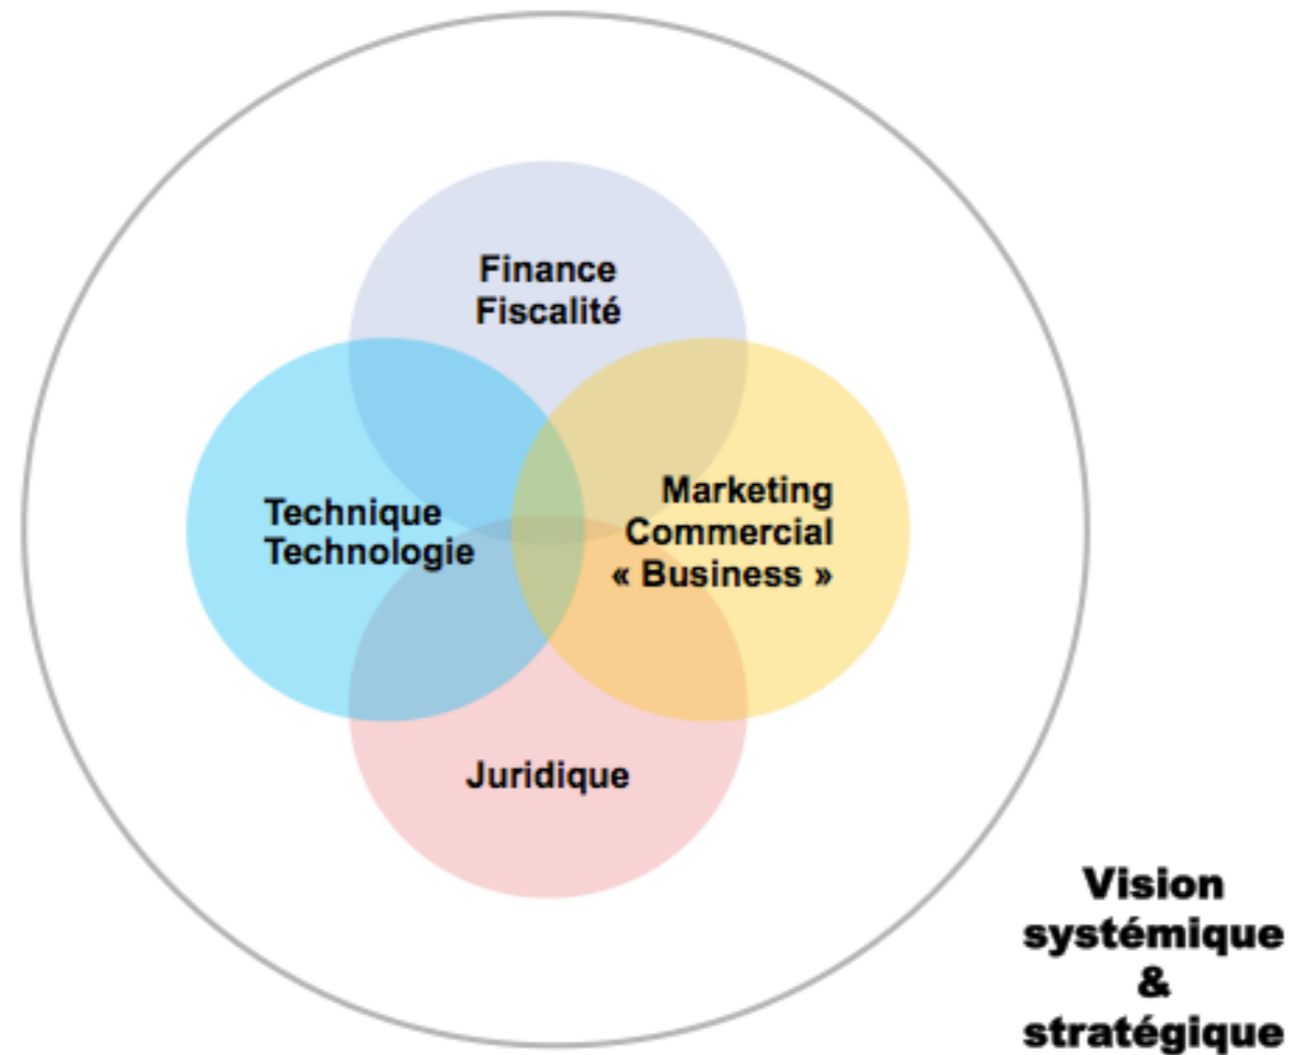 Finance
Fiscalité
Technique
Technologie
Marketing
Commercial
« Business »
Juridique
Vision
systémique
&
stratégique